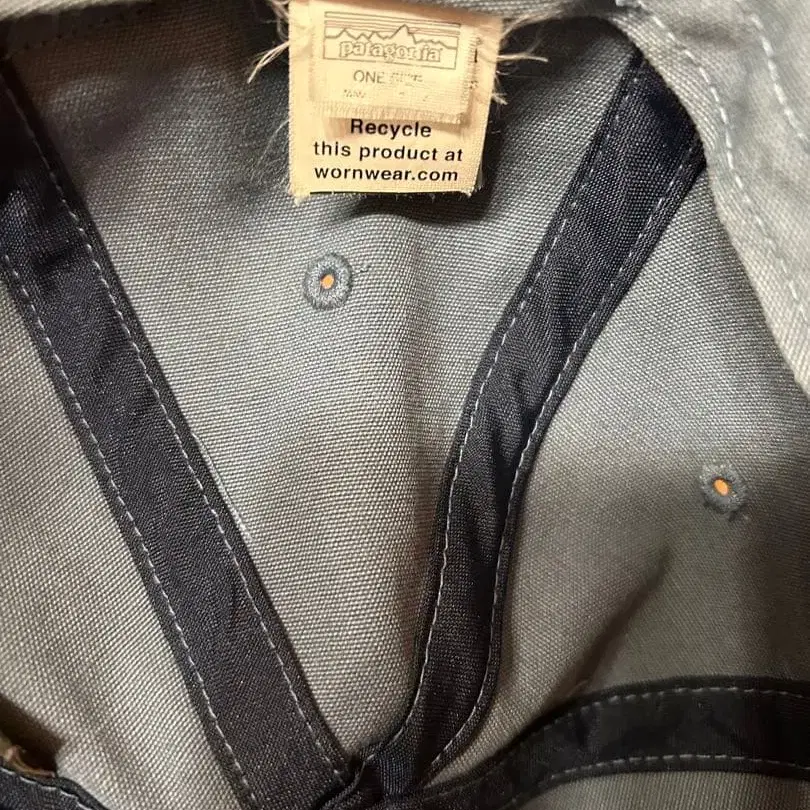 patagonia
ONE SIZE
Recycle
this product at
wornwear.com